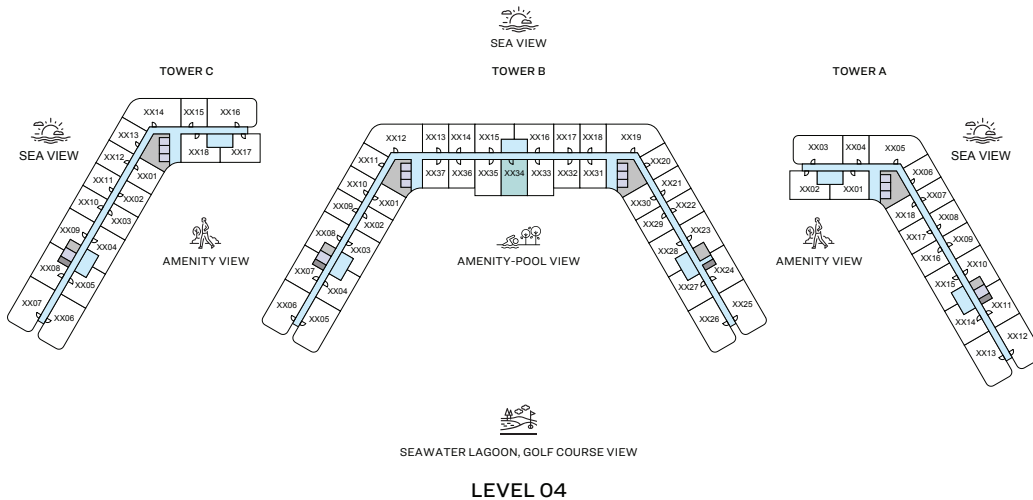 SEA VIEW
TOWER C
TOWER B
TOWER A
SEA VIEW
SEA VIEW
XX14
XX15
XX16
XX13
XX18
XX17
XX12
XX01
XX11
XX02
XX10
XX03
XX09
XX04
XX08
XX05
XX07
XX06
AMENITY VIEW
XX12
XX13
XX14
XX15
XX16
XX17
XX18
XX19
XX11
XX37
XX36
XX35
XX34
XX33
XX32
XX31
XX20
XX10
XX01
XX30
XX21
XX09
XX02
XX29
XX22
XX08
XX03
XX28
XX23
XX07
XX04
XX27
XX24
XX06
XX05
XX26
XX25
AMENITY-POOL VIEW
XX03
XX04
XX05
XX02
XX01
XX06
XX07
XX18
XX08
XX17
XX09
XX16
XX10
XX15
XX11
XX14
XX12
XX13
AMENITY VIEW
SEAWATER LAGOON, GOLF COURSE VIEW
LEVEL 04